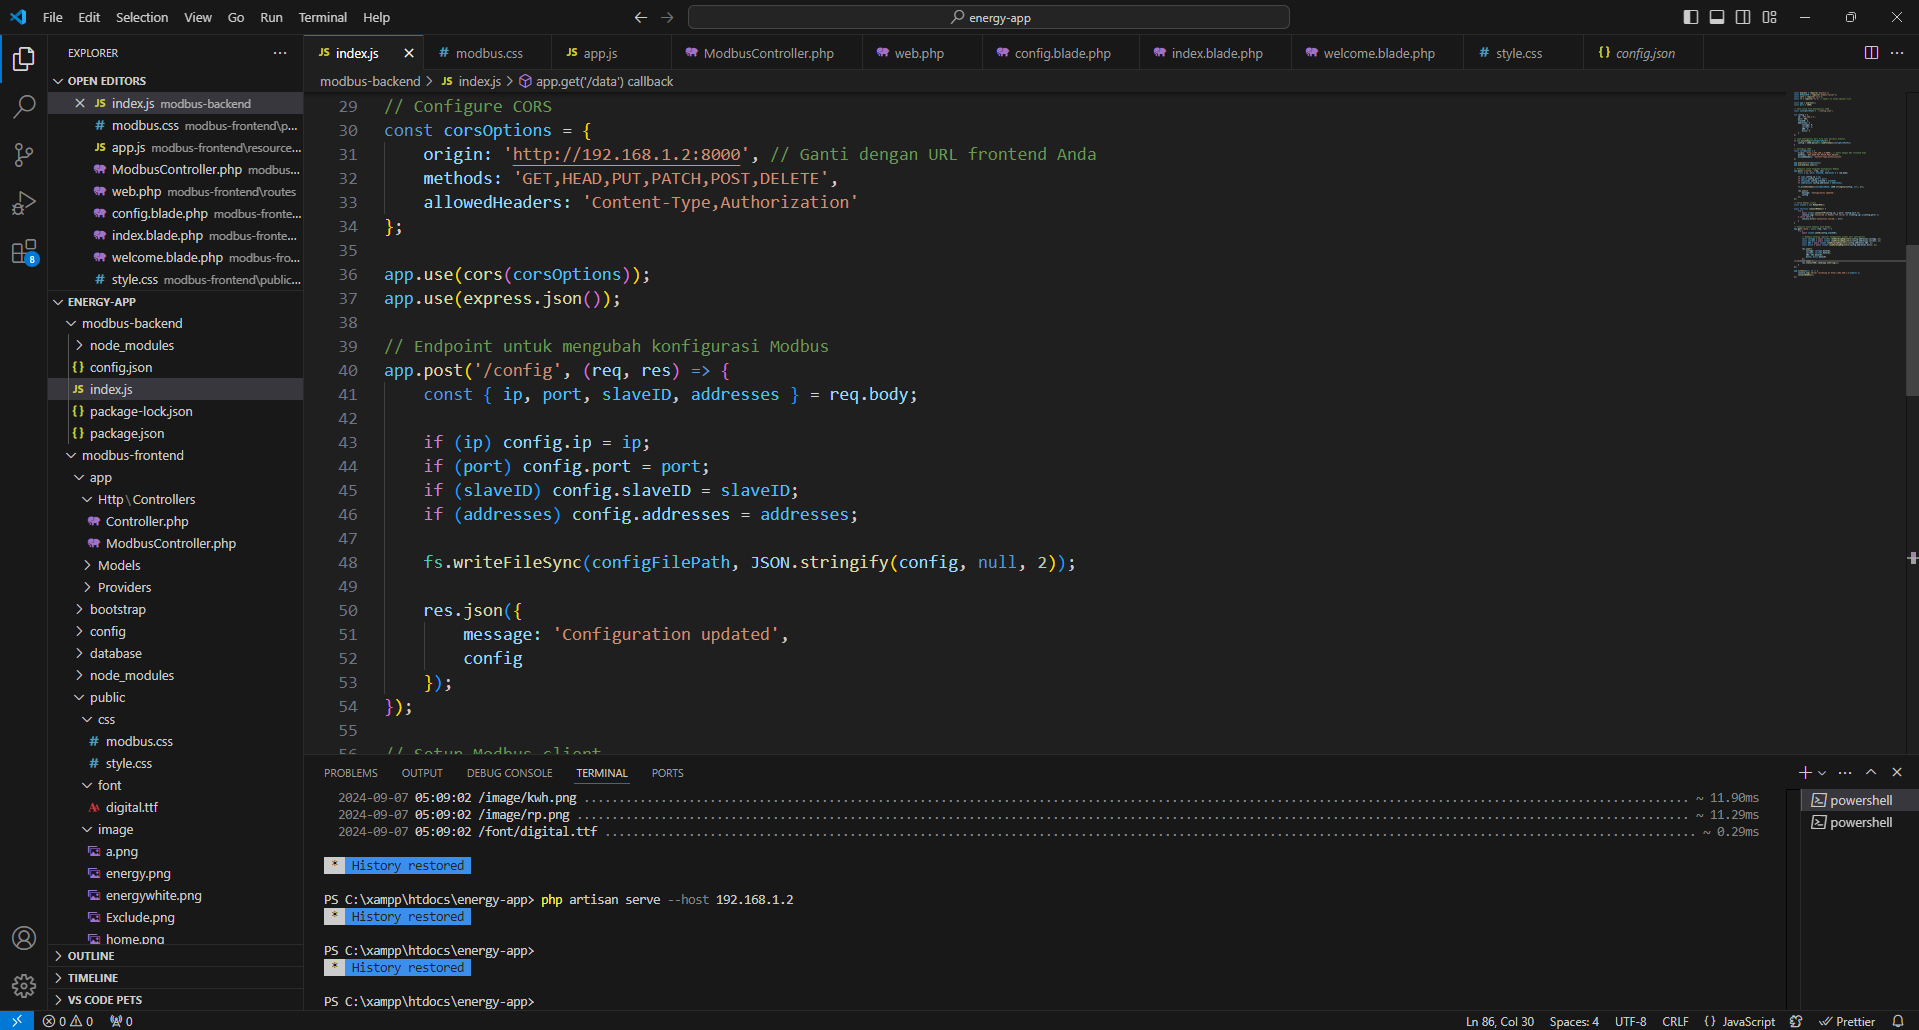 File Edit Selection View Go Run Terminal Help
energy-app
EXPLORER
OPEN EDITORS
index.js modbus-backend
modbus.css modbus-frontend\p...
app.js modbus-frontend\resource...
ModbusController.php modbus...
web.php modbus-frontend\routes
config.blade.php modbus-fronte...
index.blade.php modbus-fronte...
welcome.blade.php modbus-fro...
style.css modbus-frontend\public...
ENERGY-APP
modbus-backend
node_modules
config.json
index.js
package-lock.json
package.json
modbus-frontend
app
Http\Controllers
Controller.php
ModbusController.php
Models
Providers
bootstrap
config
database
node_modules
public
css
modbus.css
style.css
font
digital.ttf
image
a.png
energy.png
energywhite.png
Exclude.png
home.png
OUTLINE
TIMELINE
VS CODE PETS
8
index.js modbus.css app.js ModbusController.php web.php config.blade.php index.blade.php welcome.blade.php style.css config.json
modbus-backend > index.js > app.get('/data') callback
29 // Configure CORS
30 const corsOptions = {
31 origin: 'http://192.168.1.2:8000', // Ganti dengan URL frontend Anda
32 methods: 'GET,HEAD,PUT,PATCH,POST,DELETE',
33 allowedHeaders: 'Content-Type,Authorization'
34 };
35
36 app.use(cors(corsOptions));
37 app.use(express.json());
38
39 // Endpoint untuk mengubah konfigurasi Modbus
40 app.post('/config', (req, res) => {
41 const { ip, port, slaveID, addresses } = req.body;
42
43 if (ip) config.ip = ip;
44 if (port) config.port = port;
45 if (slaveID) config.slaveID = slaveID;
46 if (addresses) config.addresses = addresses;
47
48 fs.writeFileSync(configFilePath, JSON.stringify(config, null, 2));
49
50 res.json({
51 message: 'Configuration updated',
52 config
53 });
54 });
55
56 // Setup Modbus client
PROBLEMS OUTPUT DEBUG CONSOLE TERMINAL PORTS
2024-09-07 05:09:02 /image/kwh.png ~ 11.90ms
2024-09-07 05:09:02 /image/rp.png ~ 11.29ms
2024-09-07 05:09:02 /font/digital.ttf ~ 0.29ms
* History restored
PS C:\xampp\htdocs\energy-app> php artisan serve --host 192.168.1.2
* History restored
PS C:\xampp\htdocs\energy-app>
* History restored
PS C:\xampp\htdocs\energy-app>
powershell
powershell
0 0 0
Ln 86, Col 30 Spaces: 4 UTF-8 CRLF {} JavaScript Prettier